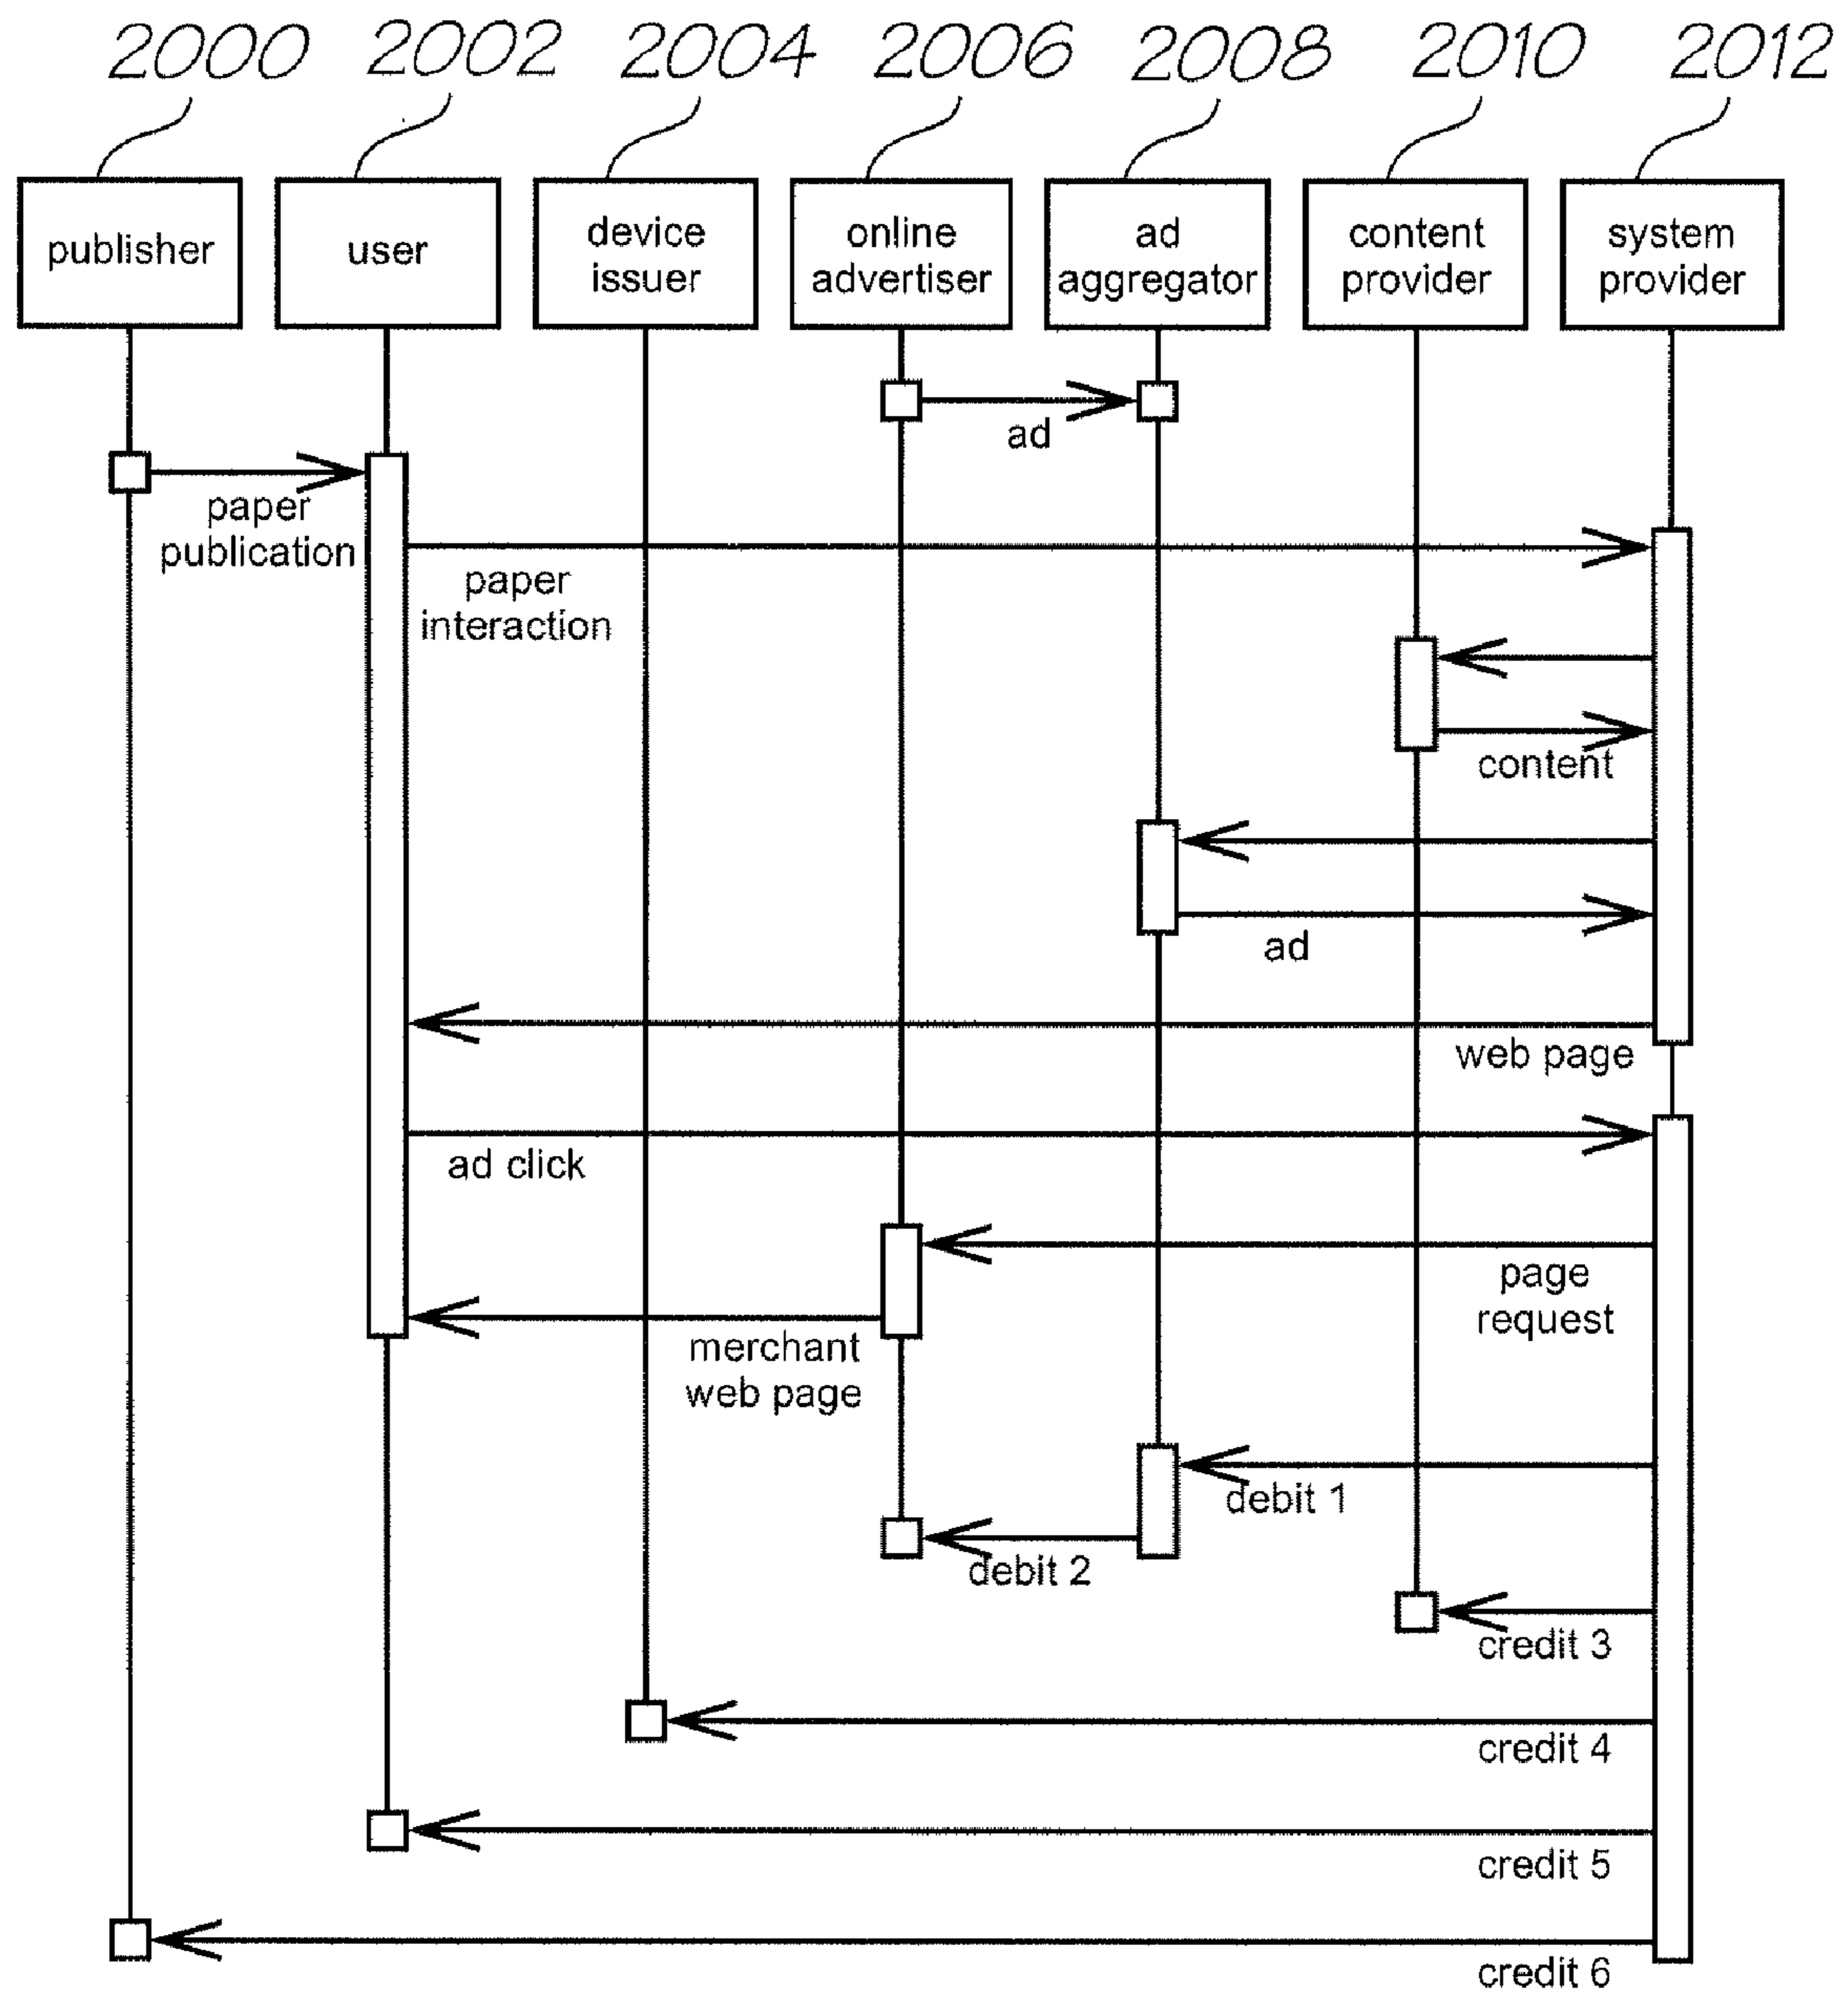 2000 2002 2004 2006 2008 2010 2012
publisher
user
device
issuer
online
advertiser
ad
aggregator
content
provider
system
provider
ad
paper
publication
paper
interaction
content
ad
web page
ad click
page
request
merchant
web page
debit 1
debit 2
credit 3
credit 4
credit 5
credit 6